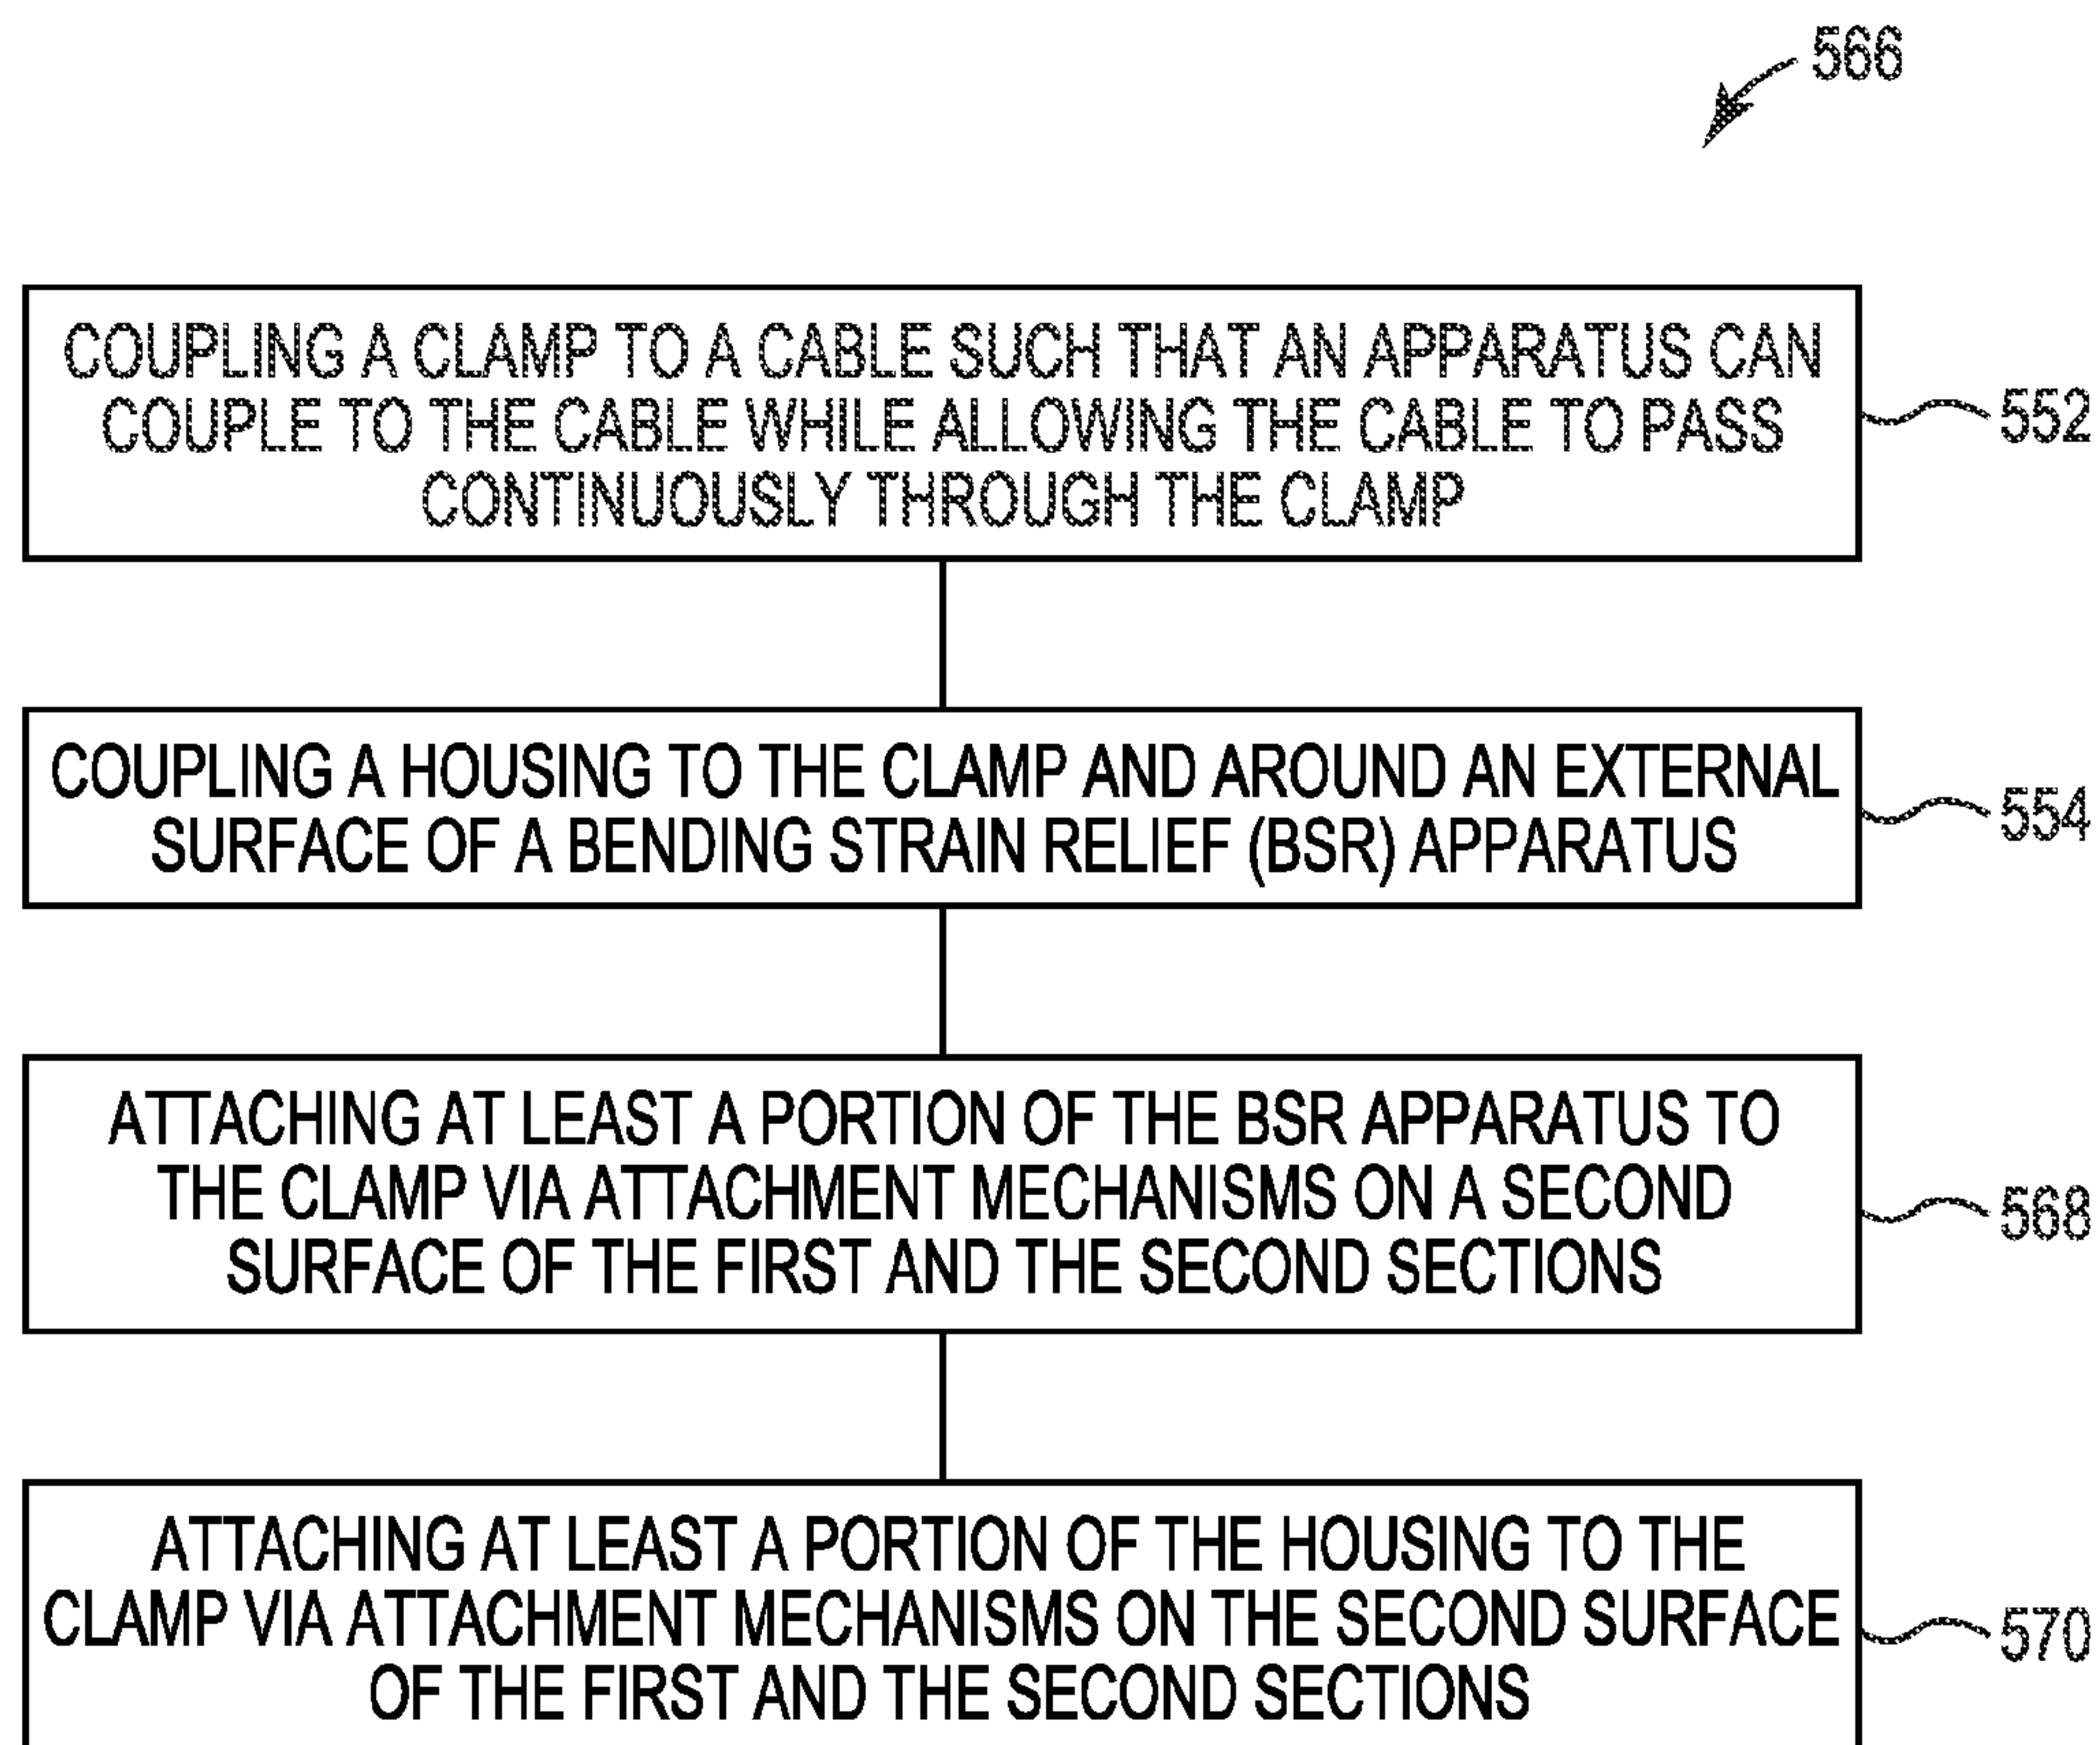 566
COUPLING A CLAMP TO A CABLE SUCH THAT AN APPARATUS CAN
COUPLE TO THE CABLE WHILE ALLOWING THE CABLE TO PASS
CONTINUOUSLY THROUGH THE CLAMP
552
COUPLING A HOUSING TO THE CLAMP AND AROUND AN EXTERNAL
SURFACE OF A BENDING STRAIN RELIEF (BSR) APPARATUS
554
ATTACHING AT LEAST A PORTION OF THE BSR APPARATUS TO
THE CLAMP VIA ATTACHMENT MECHANISMS ON A SECOND
SURFACE OF THE FIRST AND THE SECOND SECTIONS
568
ATTACHING AT LEAST A PORTION OF THE HOUSING TO THE
CLAMP VIA ATTACHMENT MECHANISMS ON THE SECOND SURFACE
OF THE FIRST AND THE SECOND SECTIONS
570